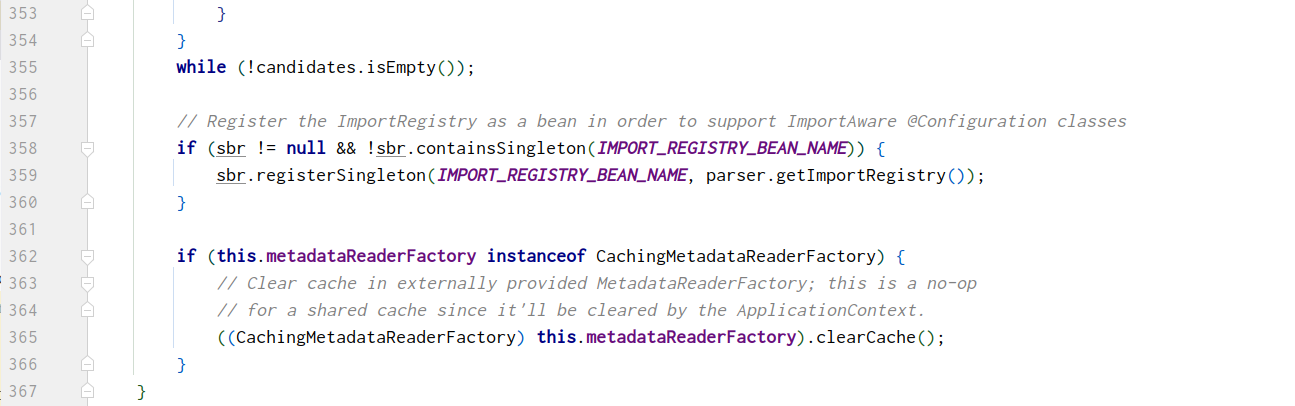 353 }
354 }
355 while (!candidates.isEmpty());
356
357 // Register the ImportRegistry as a bean in order to support ImportAware @Configuration classes
358 if (sbr != null && !sbr.containsSingleton(IMPORT_REGISTRY_BEAN_NAME)) {
359 sbr.registerSingleton(IMPORT_REGISTRY_BEAN_NAME, parser.getImportRegistry());
360 }
361
362 if (this.metadataReaderFactory instanceof CachingMetadataReaderFactory) {
363 // Clear cache in externally provided MetadataReaderFactory; this is a no-op
364 // for a shared cache since it'll be cleared by the ApplicationContext.
365 ((CachingMetadataReaderFactory) this.metadataReaderFactory).clearCache();
366 }
367 }